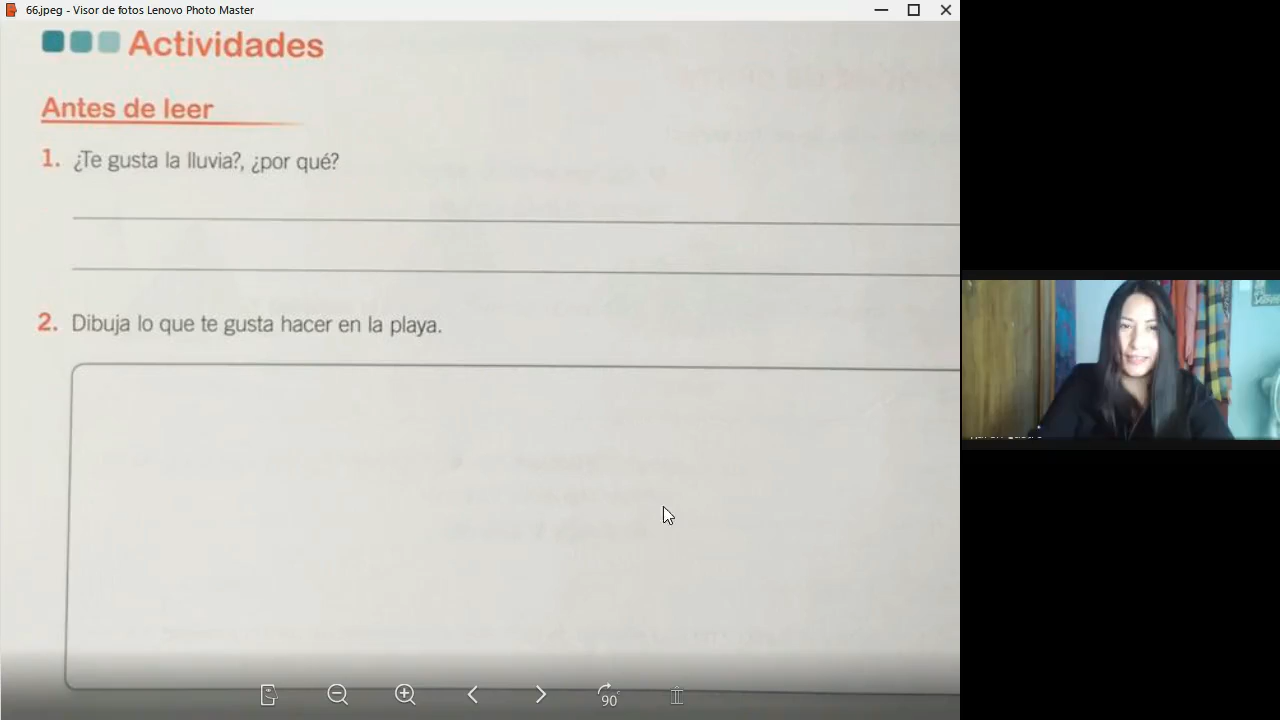 66.jpeg - Visor de fotos Lenovo Photo Master
Actividades
Antes de leer
1. ¿Te gusta la lluvia?, ¿por qué?
2. Dibuja lo que te gusta hacer en la playa.
90°